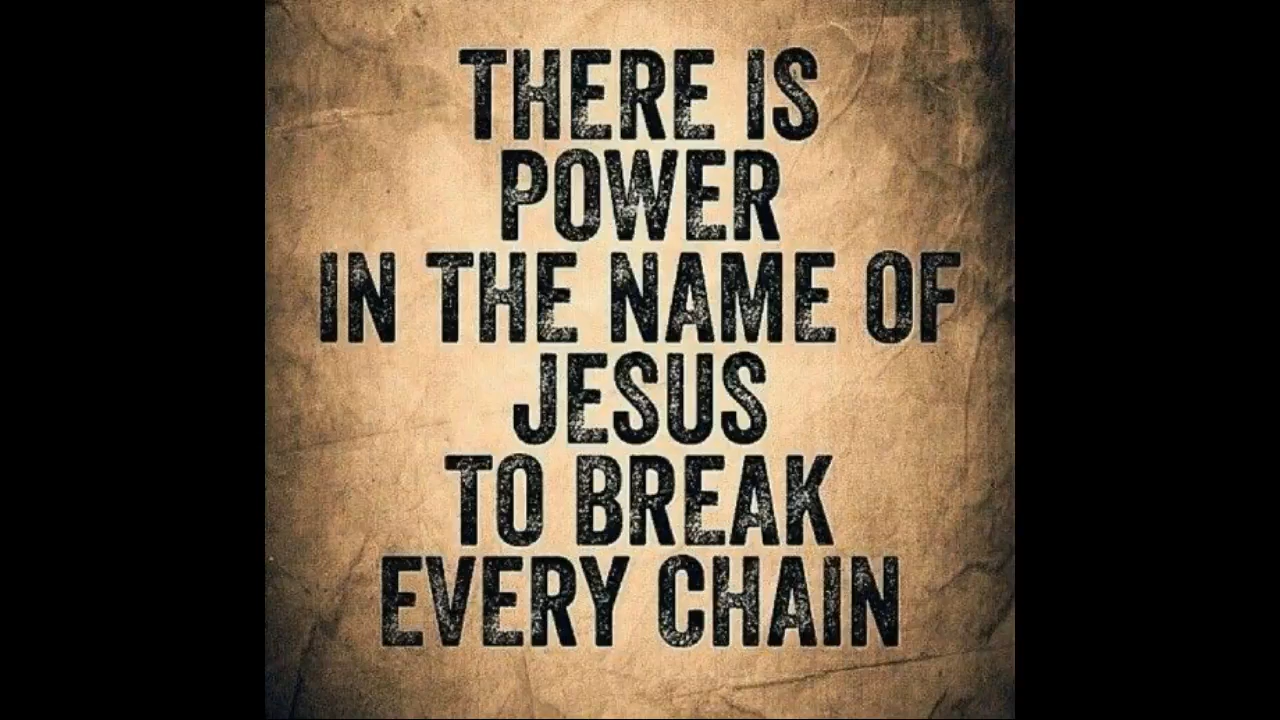 THERE IS
POWER
IN THE NAME OF
JESUS
TO BREAK
EVERY CHAIN